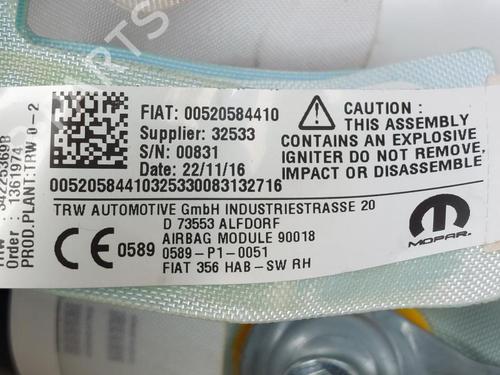 FIAT: 00520584410
Supplier: 32533
S/N: 00831
Date: 22/11/16
00520584410325330083132716
CAUTION :
THIS ASSEMBLY
CONTAINS AN EXPLOSIVE
IGNITER DO NOT REMOVE,
IMPACT OR DISASSEMBLE
TRW AUTOMOTIVE GmbH INDUSTRIESTRASSE 20
D 73553 ALFDORF
AIRBAG MODULE 90018
0589-P1-0051
FIAT 356 HAB-SW RH
CE 0589
MOPAR
Order : 1361974
PROD.PLANT:TRW 0-2